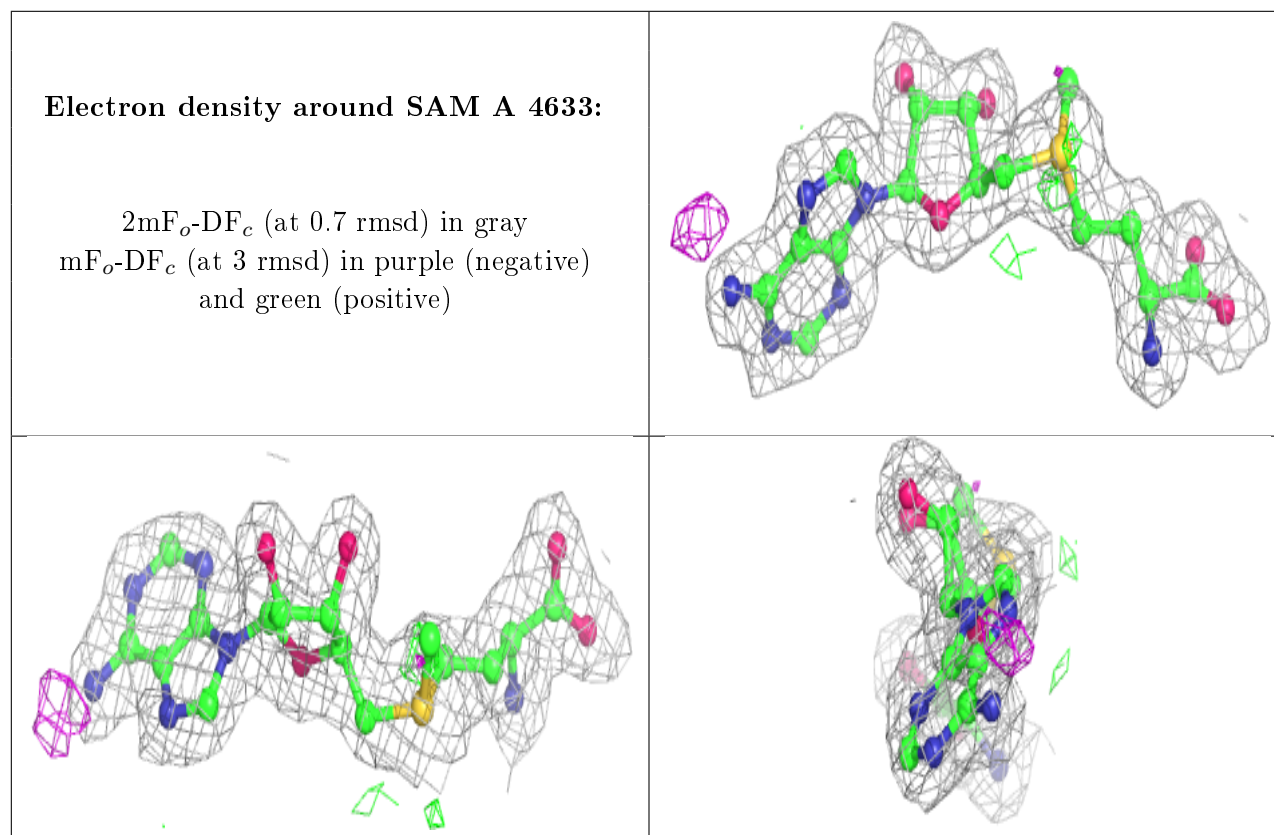 Electron density around SAM A 4633:
2mFₒ-DF𝒸 (at 0.7 rmsd) in gray
mFₒ-DF𝒸 (at 3 rmsd) in purple (negative)
and green (positive)